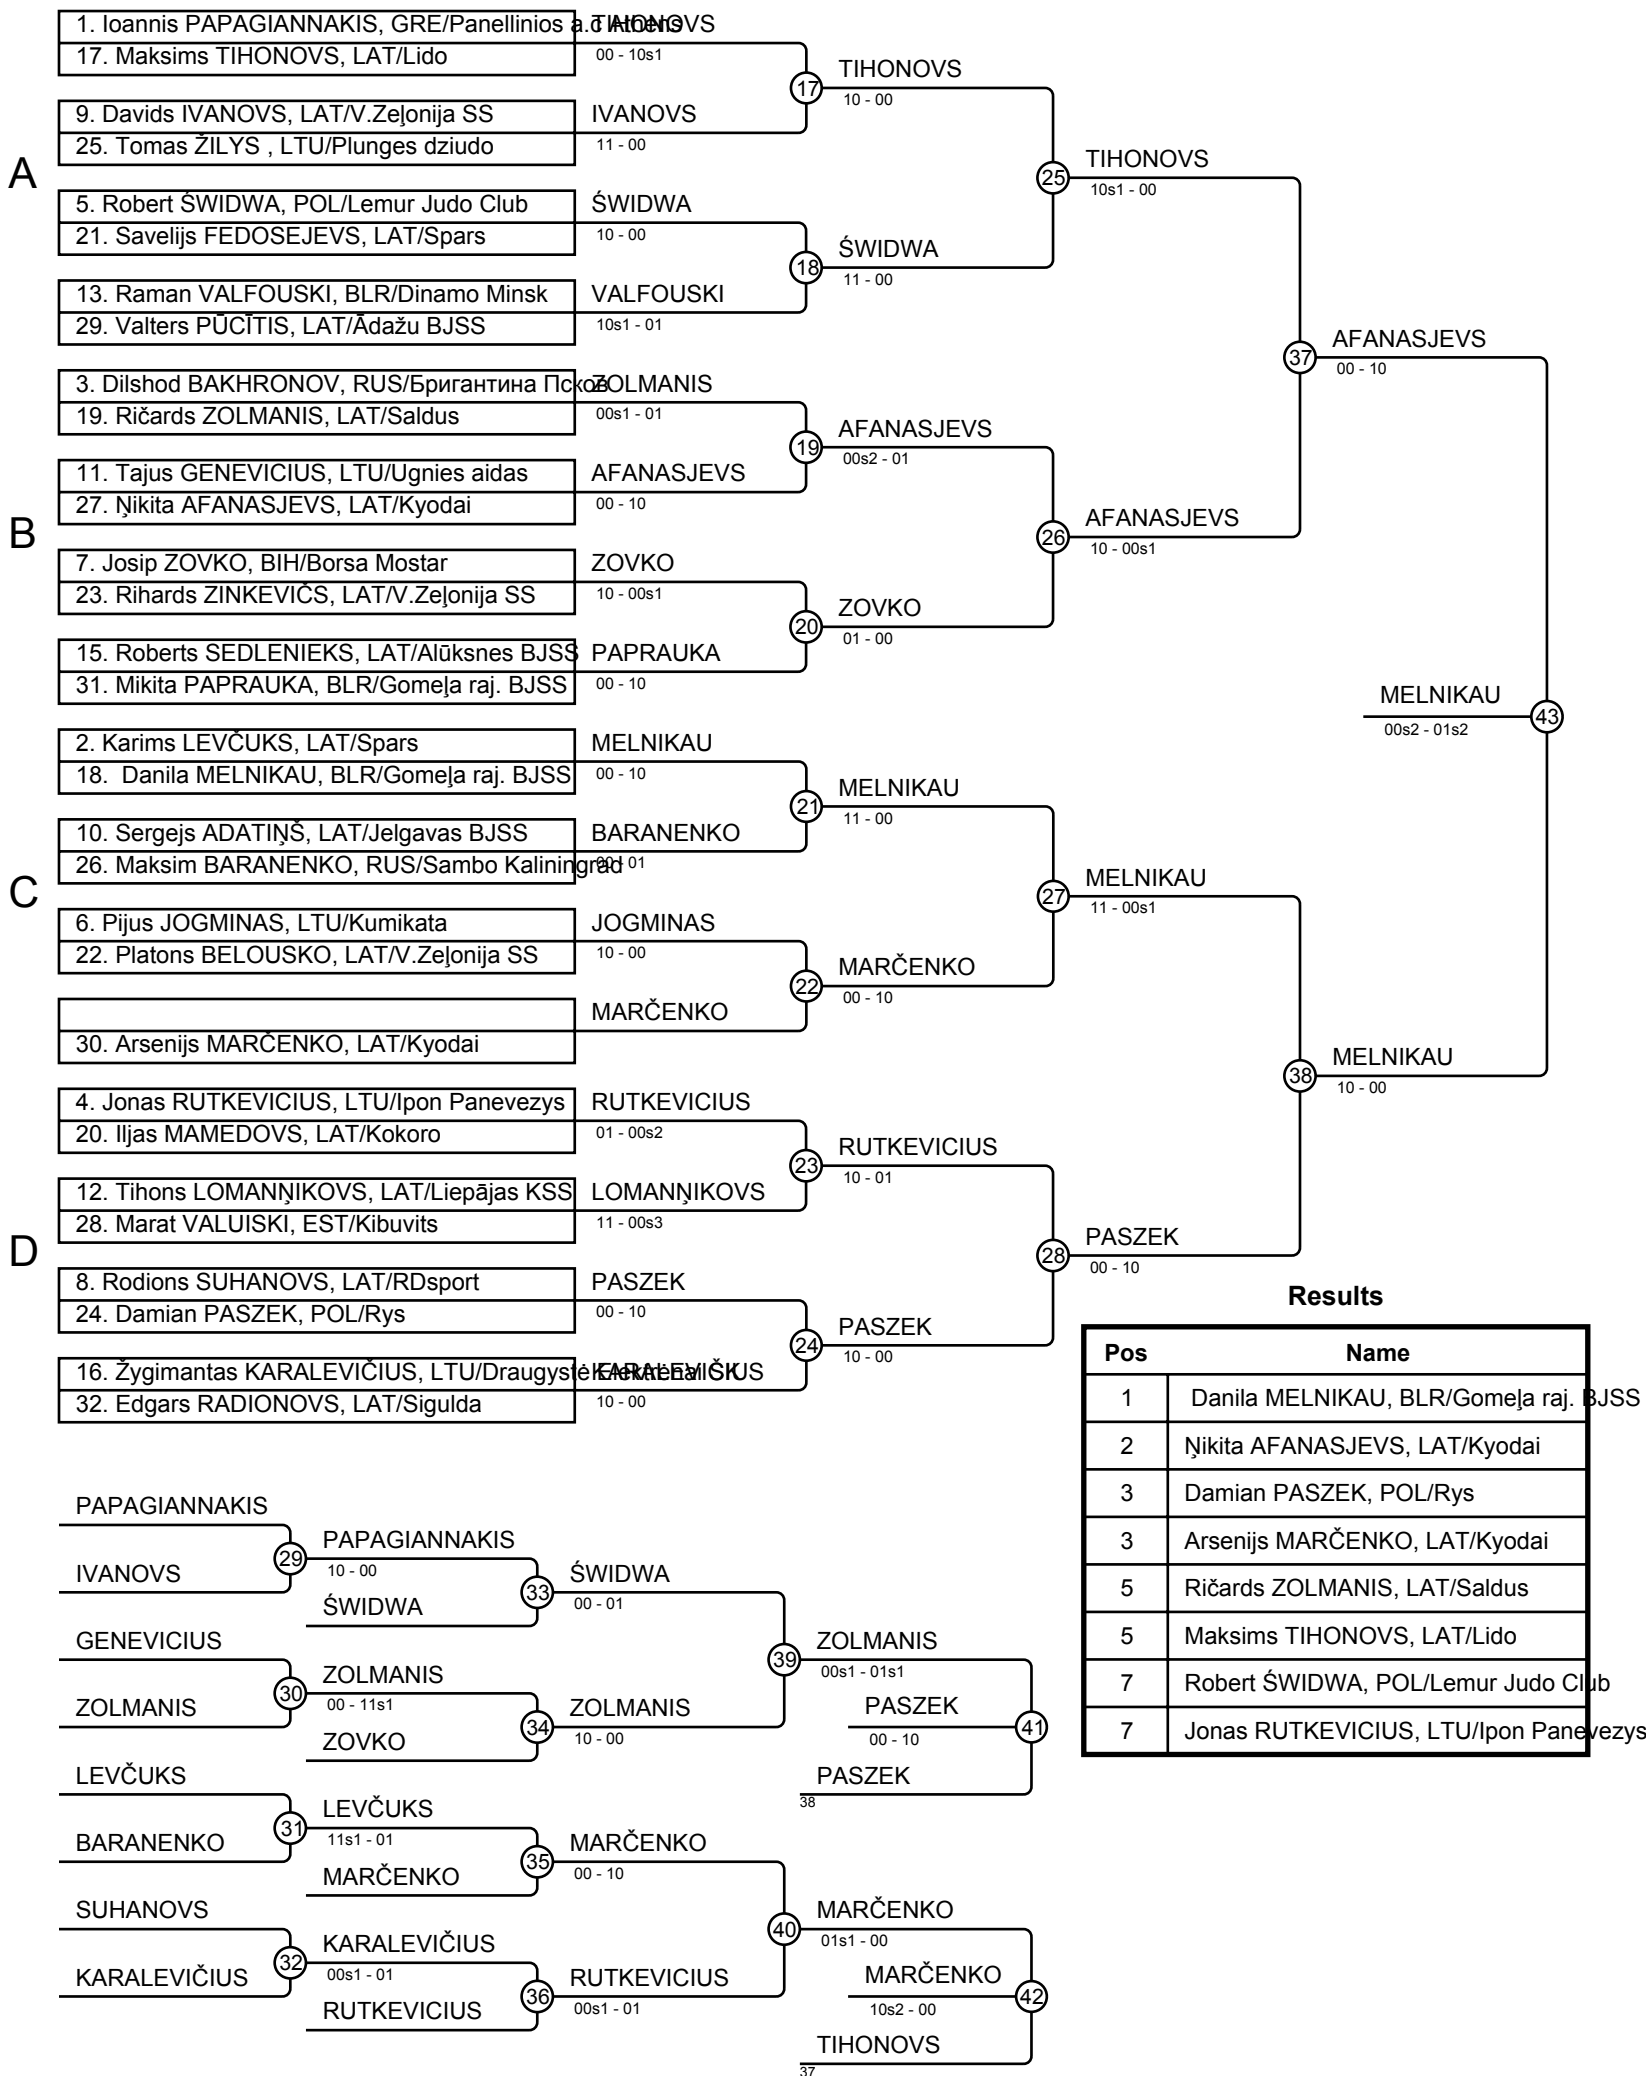 1. Ioannis PAPAGIANNAKIS, GRE/Panellinios a.c Athens
17. Maksims TIHONOVS, LAT/Lido
TIHONOVS
00 - 10s1
9. Davids IVANOVS, LAT/V.Zeļonija SS
25. Tomas ŽILYS , LTU/Plunges dziudo
IVANOVS
11 - 00
17
TIHONOVS
10 - 00
A
5. Robert ŚWIDWA, POL/Lemur Judo Club
21. Savelijs FEDOSEJEVS, LAT/Spars
ŚWIDWA
10 - 00
13. Raman VALFOUSKI, BLR/Dinamo Minsk
29. Valters PŪCĪTIS, LAT/Ādažu BJSS
VALFOUSKI
10s1 - 01
18
ŚWIDWA
11 - 00
25
TIHONOVS
10s1 - 00
3. Dilshod BAKHRONOV, RUS/Бригантина Псков
19. Ričards ZOLMANIS, LAT/Saldus
ZOLMANIS
00s1 - 01
11. Tajus GENEVICIUS, LTU/Ugnies aidas
27. Ņikita AFANASJEVS, LAT/Kyodai
AFANASJEVS
00 - 10
19
AFANASJEVS
00s2 - 01
B
7. Josip ZOVKO, BIH/Borsa Mostar
23. Rihards ZINKEVIČS, LAT/V.Zeļonija SS
ZOVKO
10 - 00s1
15. Roberts SEDLENIEKS, LAT/Alūksnes BJSS
31. Mikita PAPRAUKA, BLR/Gomeļa raj. BJSS
PAPRAUKA
00 - 10
20
ZOVKO
01 - 00
26
AFANASJEVS
10 - 00s1
37
AFANASJEVS
00 - 10
2. Karims LEVČUKS, LAT/Spars
18. Danila MELNIKAU, BLR/Gomeļa raj. BJSS
MELNIKAU
00 - 10
10. Sergejs ADATIŅŠ, LAT/Jelgavas BJSS
26. Maksim BARANENKO, RUS/Sambo Kaliningrad
BARANENKO
00 - 01
21
MELNIKAU
11 - 00
C
6. Pijus JOGMINAS, LTU/Kumikata
22. Platons BELOUSKO, LAT/V.Zeļonija SS
JOGMINAS
10 - 00
30. Arsenijs MARČENKO, LAT/Kyodai
MARČENKO
22
MARČENKO
00 - 10
27
MELNIKAU
11 - 00s1
4. Jonas RUTKEVICIUS, LTU/Ipon Panevezys
20. Iljas MAMEDOVS, LAT/Kokoro
RUTKEVICIUS
01 - 00s2
12. Tihons LOMANŅIKOVS, LAT/Liepājas KSS
28. Marat VALUISKI, EST/Kibuvits
LOMANŅIKOVS
11 - 00s3
23
RUTKEVICIUS
10 - 01
D
8. Rodions SUHANOVS, LAT/RDsport
24. Damian PASZEK, POL/Rys
PASZEK
00 - 10
16. Žygimantas KARALEVIČIUS, LTU/Draugystė Elektrėnai ŠK
32. Edgars RADIONOVS, LAT/Sigulda
KARALEVIČIUS
10 - 00
24
PASZEK
10 - 00
28
PASZEK
00 - 10
38
MELNIKAU
10 - 00
MELNIKAU
00s2 - 01s2
43
Results
Pos Name
1 Danila MELNIKAU, BLR/Gomeļa raj. BJSS
2 Ņikita AFANASJEVS, LAT/Kyodai
3 Damian PASZEK, POL/Rys
3 Arsenijs MARČENKO, LAT/Kyodai
5 Ričards ZOLMANIS, LAT/Saldus
5 Maksims TIHONOVS, LAT/Lido
7 Robert ŚWIDWA, POL/Lemur Judo Club
7 Jonas RUTKEVICIUS, LTU/Ipon Panevezys
PAPAGIANNAKIS
IVANOVS
29
PAPAGIANNAKIS
10 - 00
ŚWIDWA
33
ŚWIDWA
00 - 01
GENEVICIUS
ZOLMANIS
30
ZOLMANIS
00 - 11s1
ZOVKO
34
ZOLMANIS
10 - 00
39
ZOLMANIS
00s1 - 01s1
PASZEK
00 - 10
41
PASZEK
38
LEVČUKS
BARANENKO
31
LEVČUKS
11s1 - 01
MARČENKO
35
MARČENKO
00 - 10
SUHANOVS
KARALEVIČIUS
32
KARALEVIČIUS
00s1 - 01
RUTKEVICIUS
36
RUTKEVICIUS
00s1 - 01
40
MARČENKO
01s1 - 00
MARČENKO
10s2 - 00
42
TIHONOVS
37